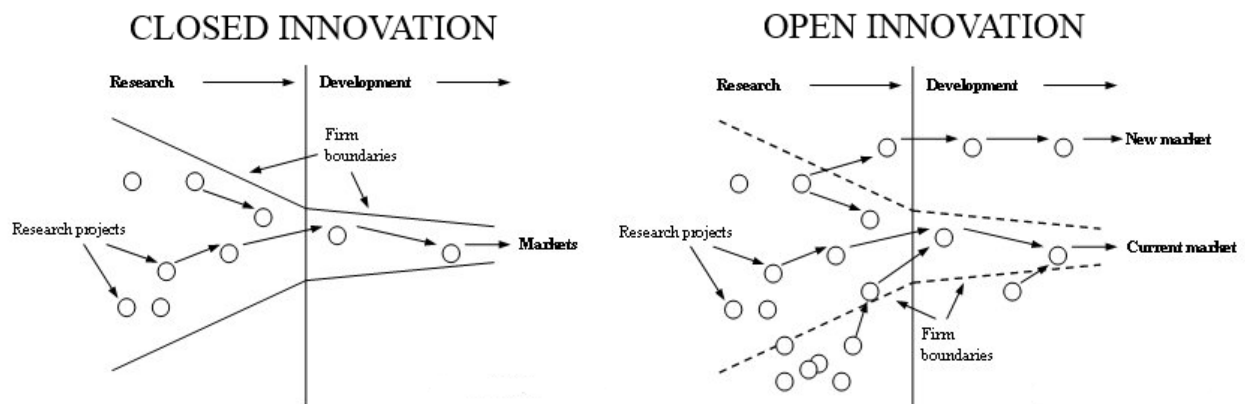 CLOSED INNOVATION
Research
Development
Firm
boundaries
Research projects
Markets
OPEN INNOVATION
Research
Development
New market
Research projects
Current market
Firm
boundaries